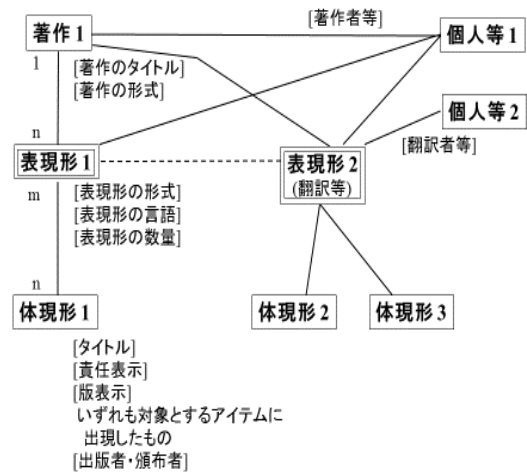 著作 1
[著作者等]
個人等 1
1
[著作のタイトル]
[著作の形式]
個人等 2
[翻訳者等]
n
表現形 1
表現形 2
(翻訳等)
m
[表現形の形式]
[表現形の言語]
[表現形の数量]
n
体現形 1
体現形 2
体現形 3
[タイトル]
[責任表示]
[版表示]
いずれも対象とするアイテムに
出現したもの
[出版者・頒布者]